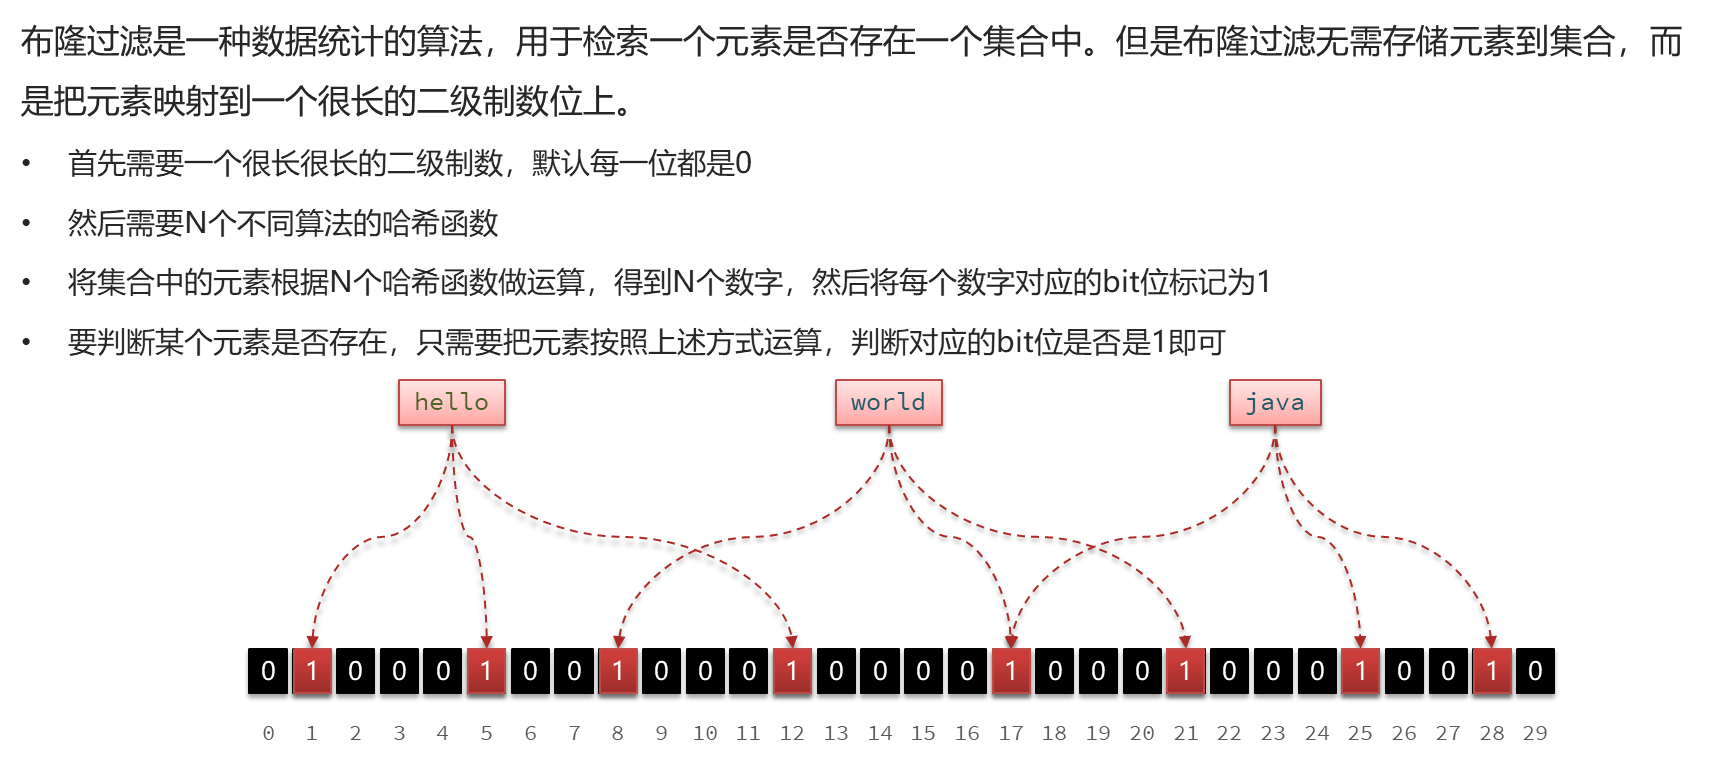 布隆过滤是一种数据统计的算法，用于检索一个元素是否存在一个集合中。但是布隆过滤无需存储元素到集合，而
是把元素映射到一个很长的二级制数位上。
• 首先需要一个很长很长的二级制数，默认每一位都是0
• 然后需要N个不同算法的哈希函数
• 将集合中的元素根据N个哈希函数做运算，得到N个数字，然后将每个数字对应的bit位标记为1
• 要判断某个元素是否存在，只需要把元素按照上述方式运算，判断对应的bit位是否是1即可
hello world java
0 1 0 0 0 1 0 0 1 0 0 0 1 0 0 0 0 1 0 0 0 1 0 0 0 1 0 0 1 0
0 1 2 3 4 5 6 7 8 9 10 11 12 13 14 15 16 17 18 19 20 21 22 23 24 25 26 27 28 29